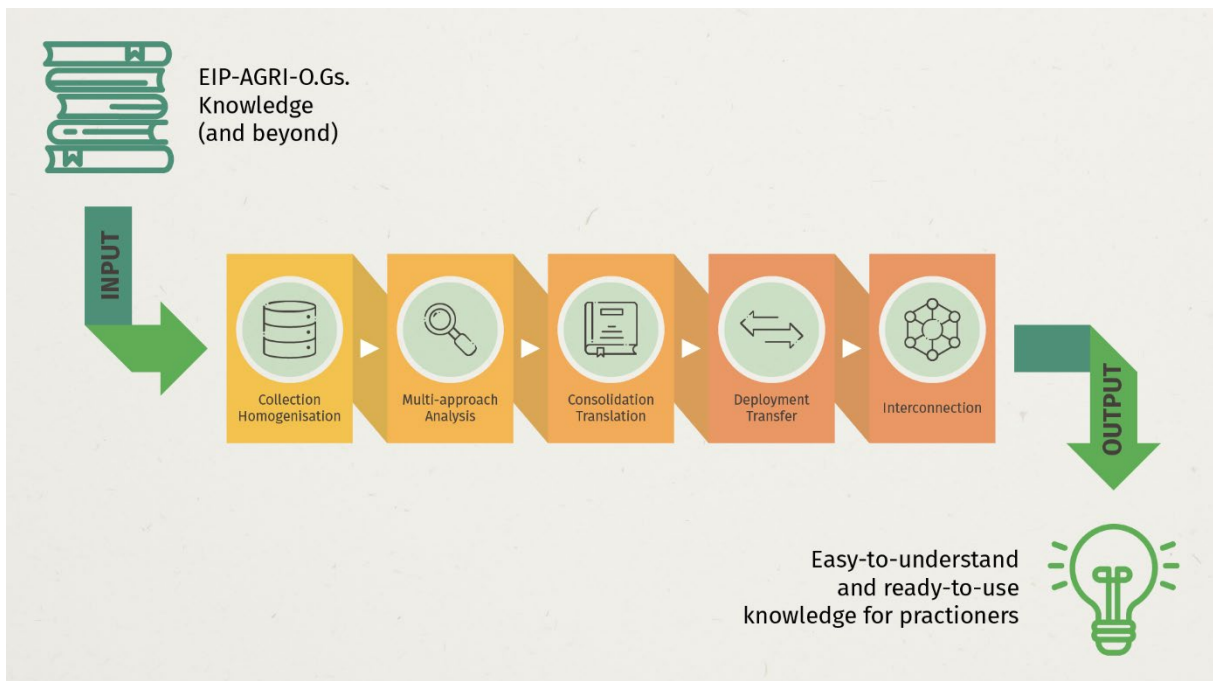 EIP-AGRI-O.Gs.
Knowledge
(and beyond)
INPUT
Collection
Homogenisation
Multi-approach
Analysis
Consolidation
Translation
Deployment
Transfer
Interconnection
OUTPUT
Easy-to-understand
and ready-to-use
knowledge for practioners